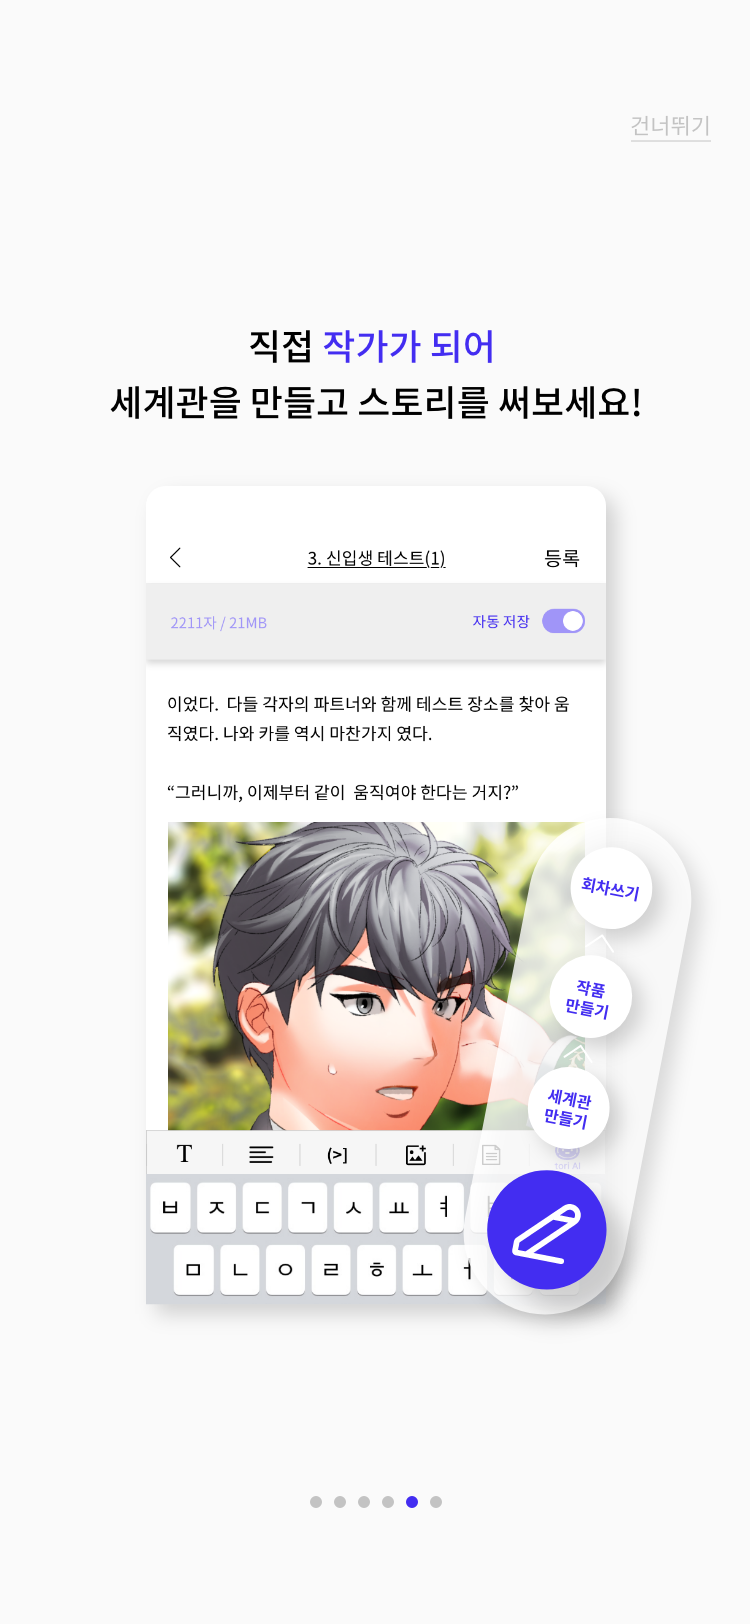 건너뛰기
직접 작가가 되어
세계관을 만들고 스토리를 써보세요!
3. 신입생 테스트(1)
등록
2211자 / 21MB
자동 저장
이었다.  다들 각자의 파트너와 함께 테스트 장소를 찾아 움
직였다. 나와 카를 역시 마찬가지 였다.
“그러니까, 이제부터 같이  움직여야 한다는 거지?”
회차쓰기
작품
만들기
세계관
만들기
T
(>]
tori AI
ㅂ ㅈ ㄷ ㄱ ㅅ ㅛ ㅕ
ㅁ ㄴ ㅇ ㄹ ㅎ ㅗ ㅓ